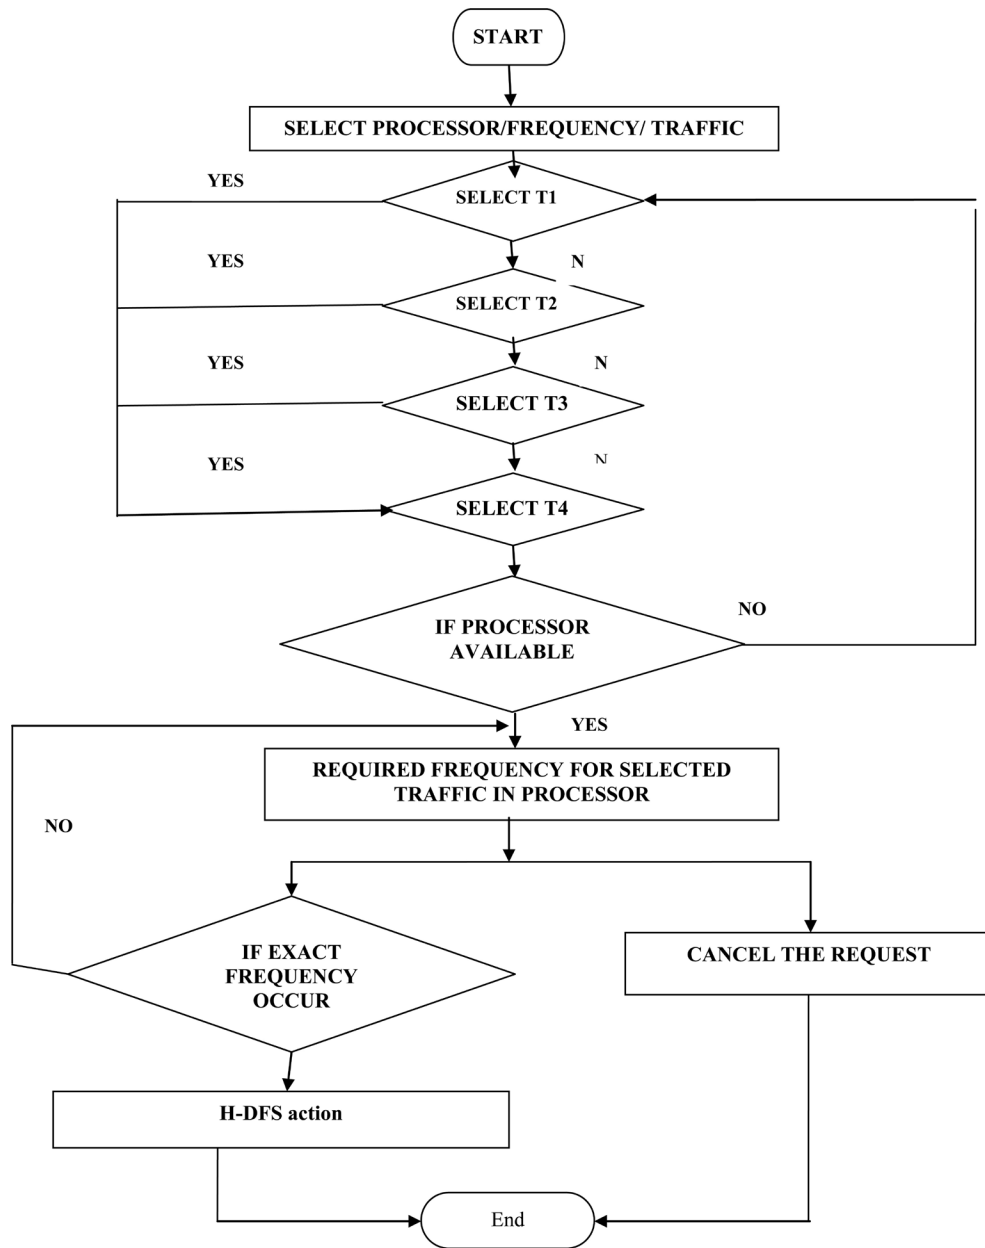 START
SELECT PROCESSOR/FREQUENCY/ TRAFFIC
YES
SELECT T1
YES
N
SELECT T2
YES
N
SELECT T3
YES
N
SELECT T4
IF PROCESSOR
AVAILABLE
NO
YES
REQUIRED FREQUENCY FOR SELECTED
TRAFFIC IN PROCESSOR
NO
IF EXACT
FREQUENCY
OCCUR
CANCEL THE REQUEST
H-DFS action
End